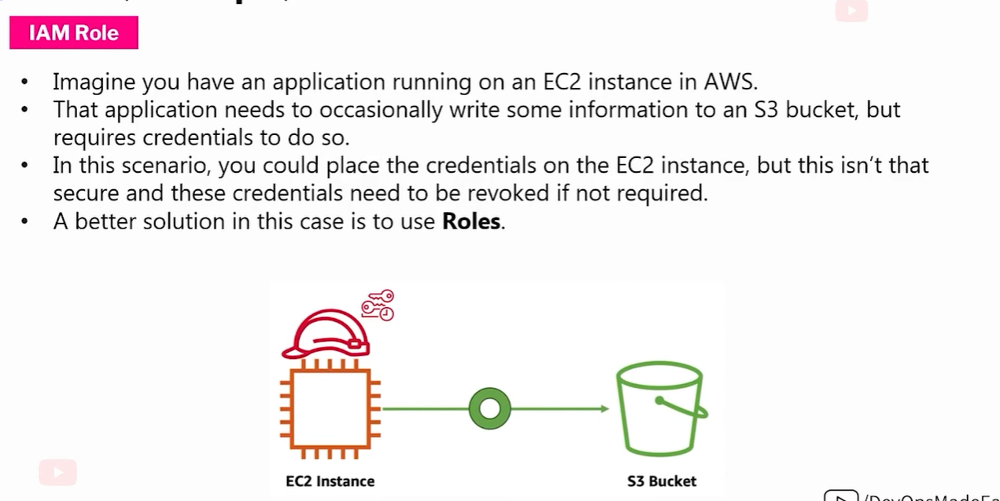 IAM Role
• Imagine you have an application running on an EC2 instance in AWS.
• That application needs to occasionally write some information to an S3 bucket, but
requires credentials to do so.
• In this scenario, you could place the credentials on the EC2 instance, but this isn't that
secure and these credentials need to be revoked if not required.
• A better solution in this case is to use Roles.
EC2 Instance
S3 Bucket